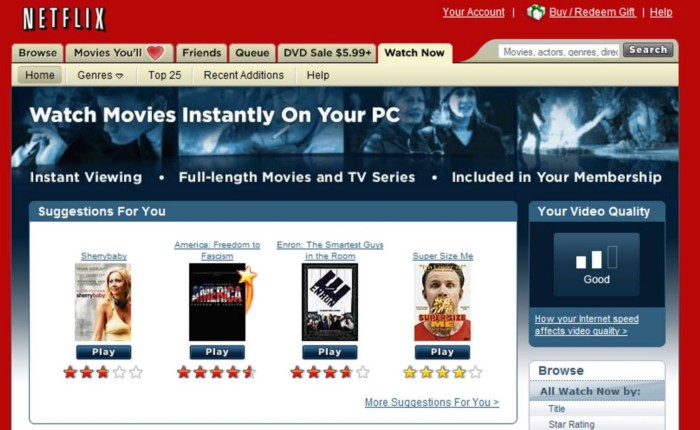 NETFLIX
Your Account | Buy / Redeem Gift | Help
Browse Movies You'll Friends Queue DVD Sale $5.99+ Watch Now
Movies, actors, genres, direc Search
Home Genres Top 25 Recent Additions Help
Watch Movies Instantly On Your PC
Instant Viewing • Full-length Movies and TV Series • Included in Your Membership
Suggestions For You
Sherrybaby
America: Freedom to
Fascism
Enron: The Smartest Guys
in the Room
Super Size Me
sherrybaby
AMERICA
ENRON
SUPER SIZE
ME
Play Play Play Play
More Suggestions For You >
Your Video Quality
Good
How your Internet speed
affects video quality >
Browse
All Watch Now by:
Title
Star Rating